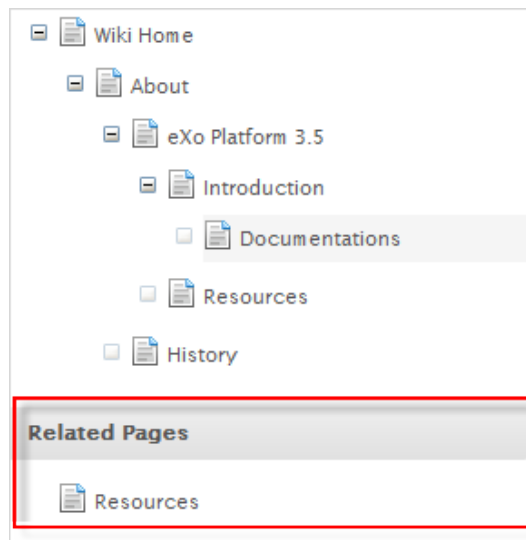 Wiki Home
About
eXo Platform 3.5
Introduction
Documentations
Resources
History
Related Pages
Resources